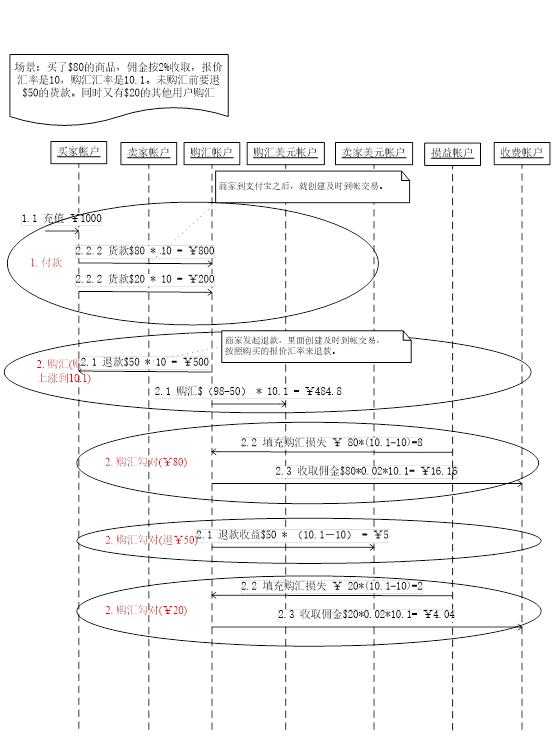 场景：买了$80的商品，佣金按2%收取，报价
汇率是10，购汇汇率是10.1。未购汇前要退
$50的货款。同时又有$20的其他用户购汇
买家帐户
卖家帐户
购汇帐户
购汇美元帐户
卖家美元帐户
损益帐户
收费帐户
商家到支付宝之后，就创建及时到帐交易。
1.1 充值 ￥1000
2.2.2 货款$80 * 10 = ￥800
1. 付款
2.2.2 货款$20 * 10 = ￥200
商家发起退款，里面创建及时到帐交易，
按照购买的报价汇率来退款。
2. 购汇(
上涨到10.1)
2.1 退款$50 * 10 = ￥500
2.1 购汇$（98-50） * 10.1 = ￥484.8
2.2 填充购汇损失 ￥ 80*(10.1-10)=8
2. 购汇勾对(￥80)
2.3 收取佣金$80*0.02*10.1= ￥16.16
2.1 退款收益$50 * （10.1－10） = ￥5
2. 购汇勾对(退￥50)
2.2 填充购汇损失 ￥ 20*(10.1-10)=2
2. 购汇勾对(￥20)
2.3 收取佣金$20*0.02*10.1= ￥4.04